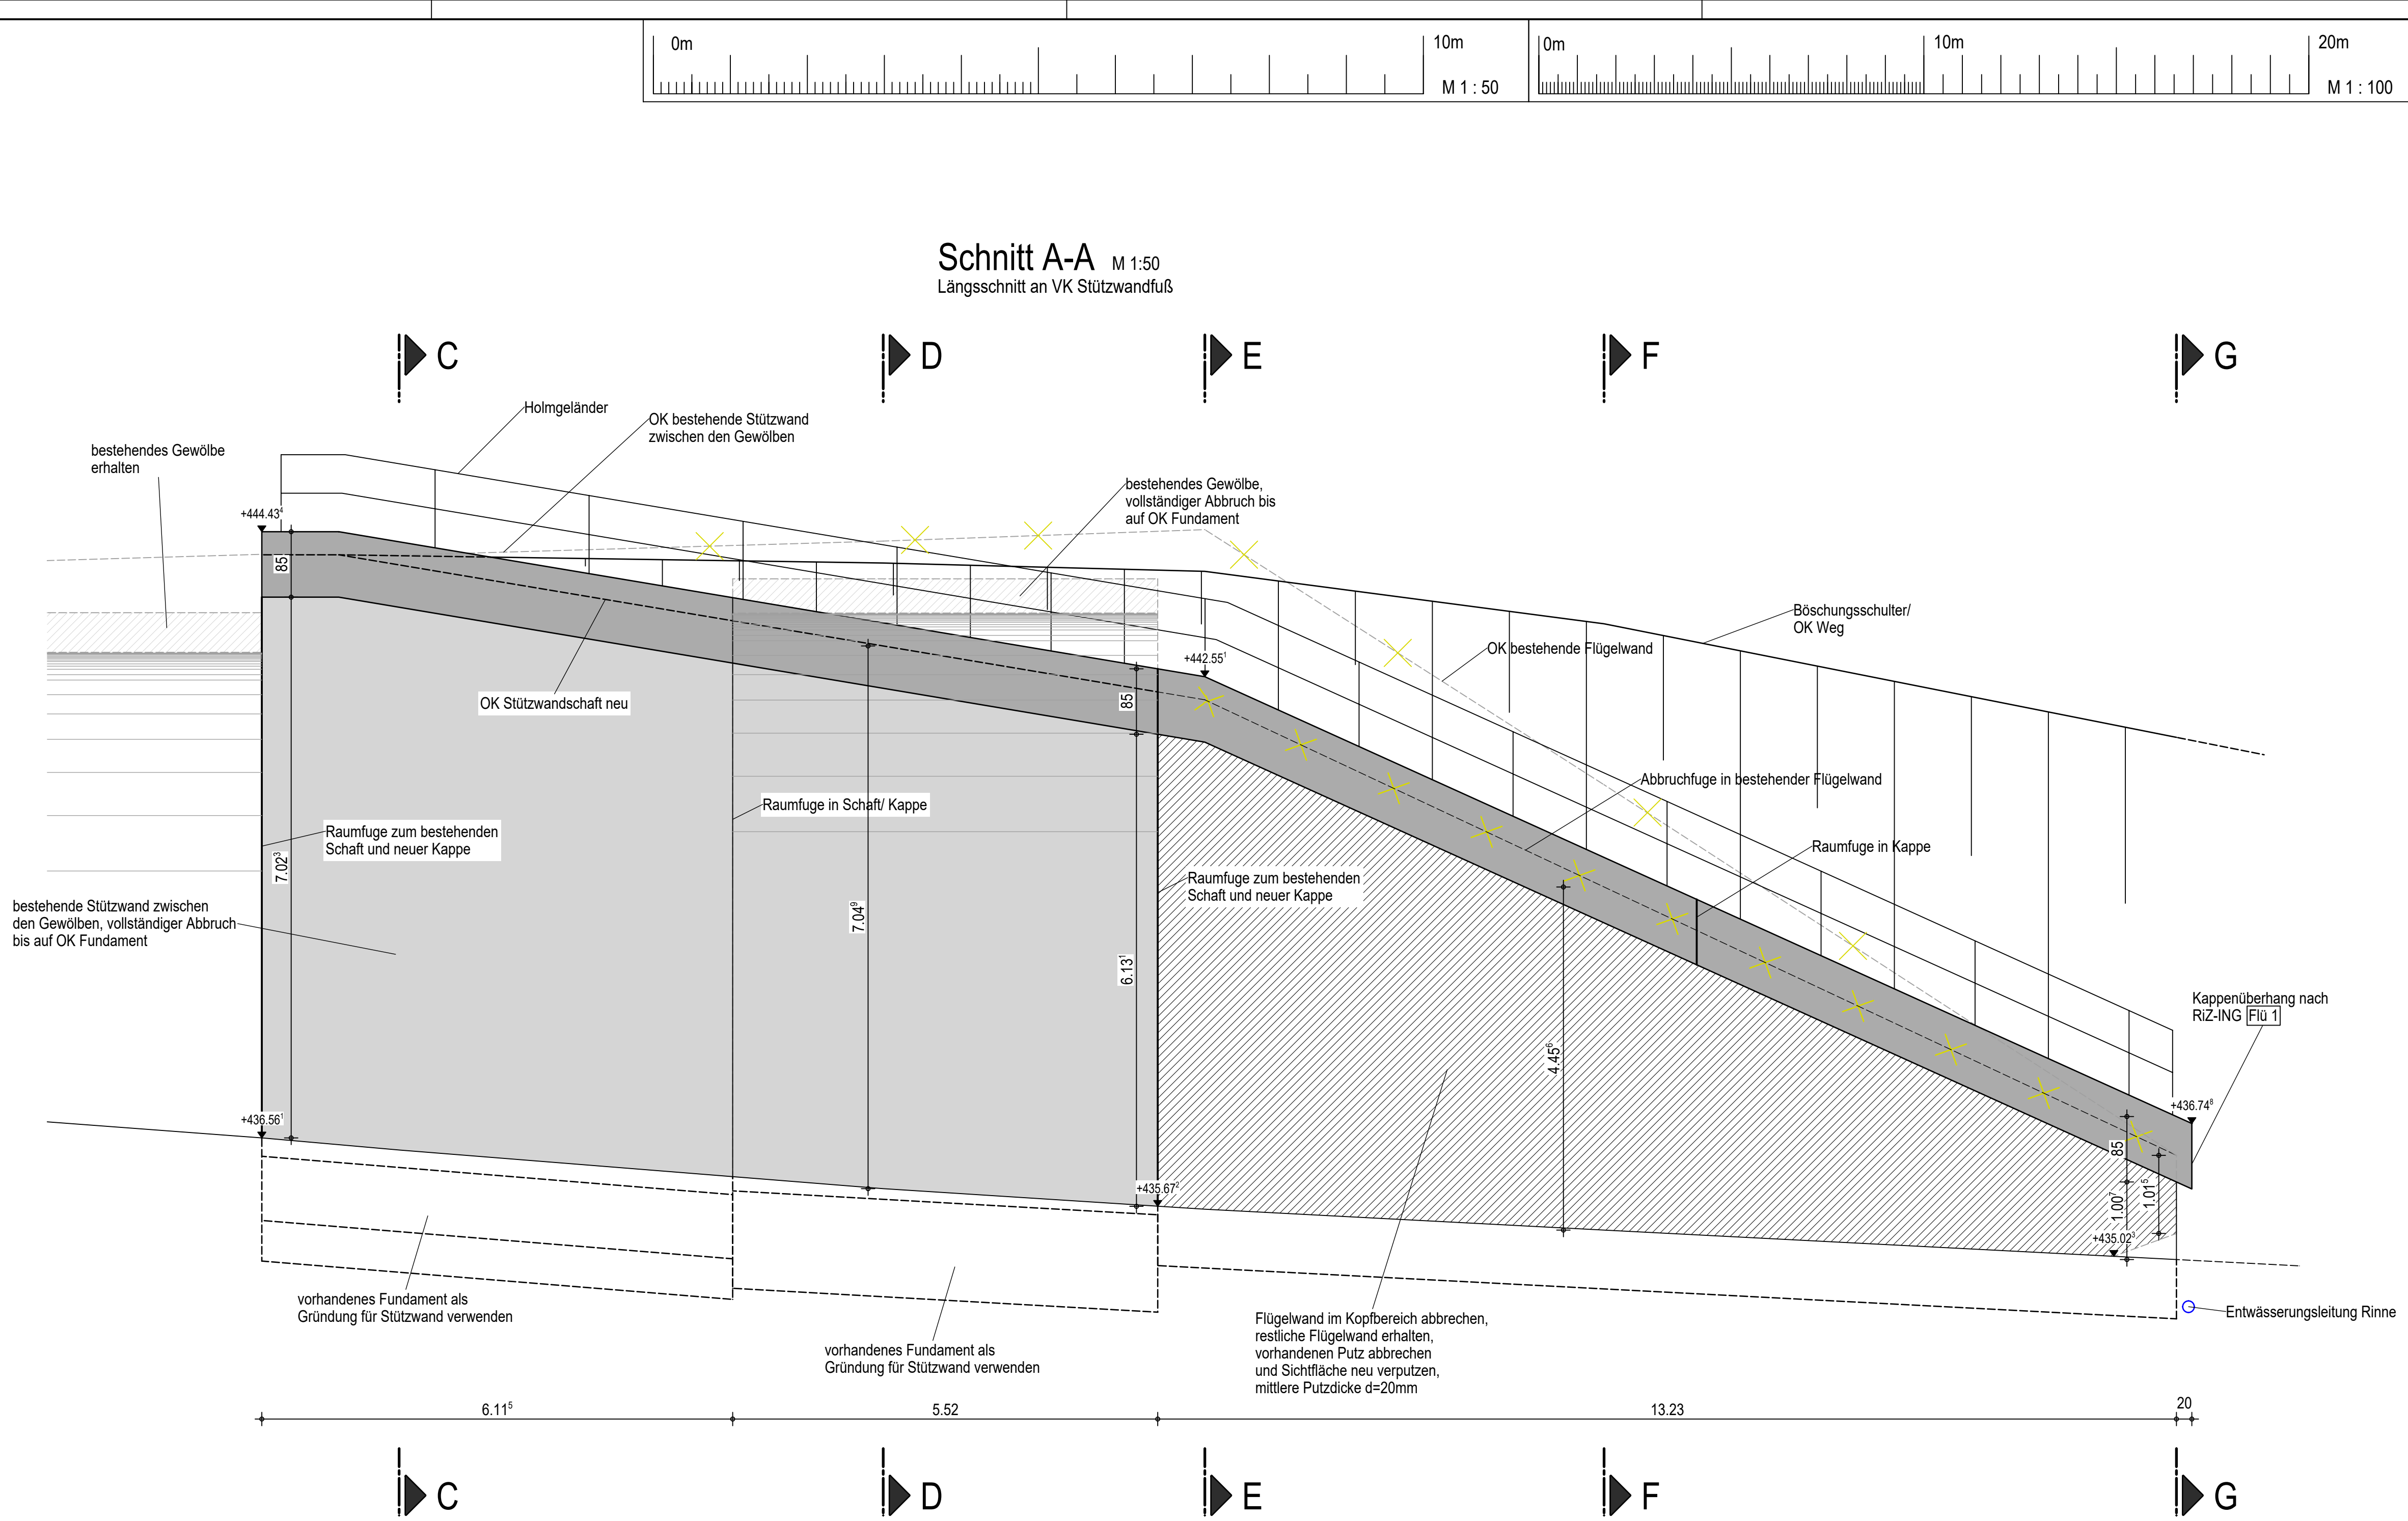 0m
10m
M 1 : 50
0m
10m
20m
M 1 : 100
Schnitt A-A M 1:50
Längsschnitt an VK Stützwandfuß
C
D
E
F
G
Holmgeländer
OK bestehende Stützwand
zwischen den Gewölben
bestehendes Gewölbe
erhalten
bestehendes Gewölbe,
vollständiger Abbruch bis
auf OK Fundament
+444.43⁴
85
Böschungsschulter/
OK Weg
OK bestehende Flügelwand
+442.55¹
85
OK Stützwandschaft neu
Abbruchfuge in bestehender Flügelwand
Raumfuge in Schaft/ Kappe
Raumfuge zum bestehenden
Schaft und neuer Kappe
Raumfuge in Kappe
7.02³
Raumfuge zum bestehenden
Schaft und neuer Kappe
bestehende Stützwand zwischen
den Gewölben, vollständiger Abbruch
bis auf OK Fundament
7.04⁹
6.13¹
Kappenüberhang nach
RiZ-ING Flü 1
4.45⁶
+436.56¹
+436.74⁸
85
+435.67²
1.00⁷
1.01⁵
+435.02³
vorhandenes Fundament als
Gründung für Stützwand verwenden
Entwässerungsleitung Rinne
Flügelwand im Kopfbereich abbrechen,
restliche Flügelwand erhalten,
vorhandenen Putz abbrechen
und Sichtfläche neu verputzen,
mittlere Putzdicke d=20mm
vorhandenes Fundament als
Gründung für Stützwand verwenden
6.11⁵
5.52
13.23
20
C
D
E
F
G